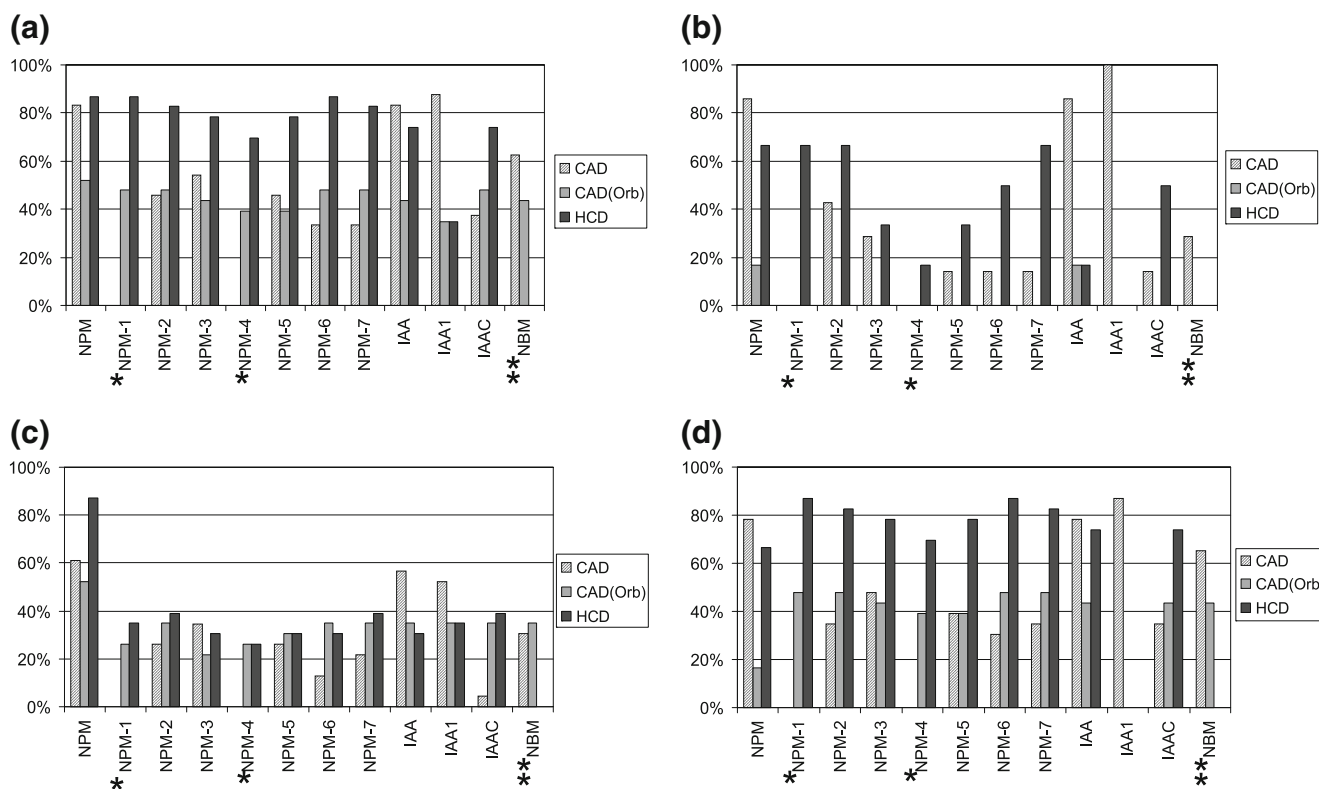 (a)
100%
80%
60%
40%
20%
0%
NPM
*NPM-1
NPM-2
NPM-3
*NPM-4
NPM-5
NPM-6
NPM-7
IAA
IAA1
IAAC
**NBM
CAD
CAD(Orb)
HCD
(b)
100%
80%
60%
40%
20%
0%
NPM
*NPM-1
NPM-2
NPM-3
*NPM-4
NPM-5
NPM-6
NPM-7
IAA
IAA1
IAAC
**NBM
CAD
CAD(Orb)
HCD
(c)
100%
80%
60%
40%
20%
0%
NPM
*NPM-1
NPM-2
NPM-3
*NPM-4
NPM-5
NPM-6
NPM-7
IAA
IAA1
IAAC
**NBM
CAD
CAD(Orb)
HCD
(d)
100%
80%
60%
40%
20%
0%
NPM
*NPM-1
NPM-2
NPM-3
*NPM-4
NPM-5
NPM-6
NPM-7
IAA
IAA1
IAAC
**NBM
CAD
CAD(Orb)
HCD